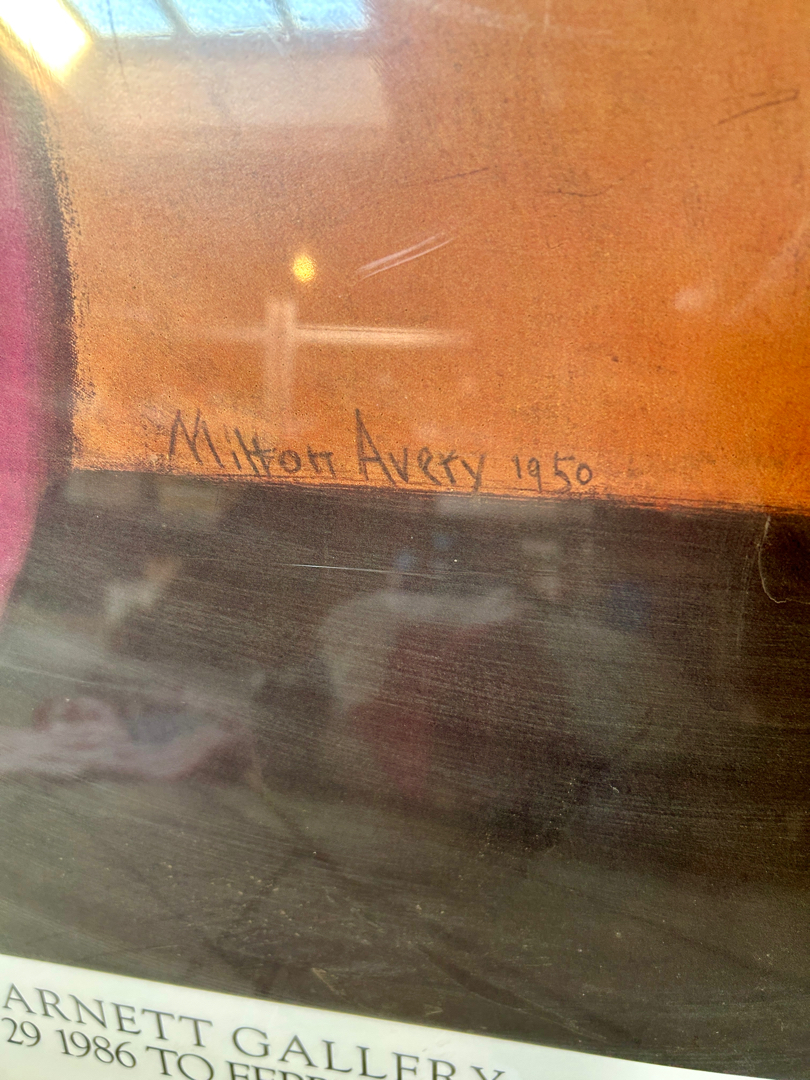 Milton Avery 1950
ARNETT GALLERY
29 1986 TO